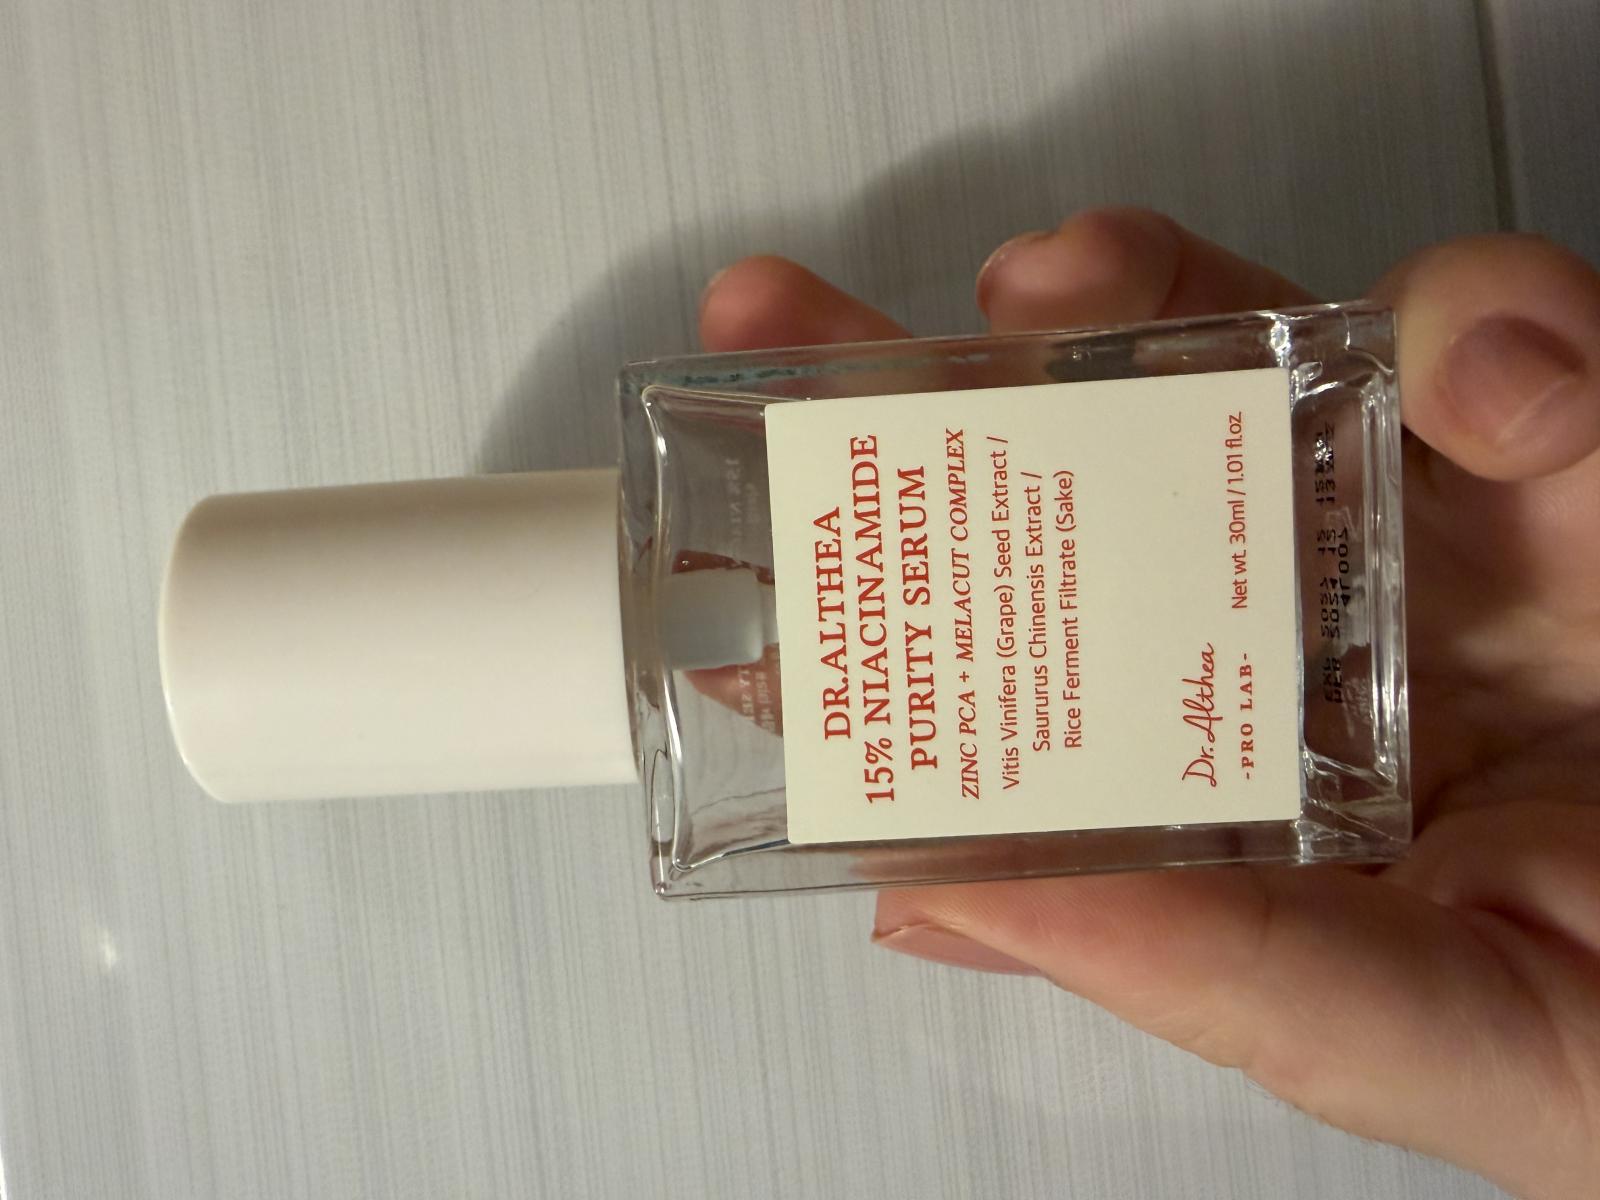 DR.ALTHEA
15% NIACINAMIDE
PURITY SERUM
ZINC PCA + MELACUT COMPLEX
Vitis Vinifera (Grape) Seed Extract /
Saururus Chinensis Extract /
Rice Ferment Filtrate (Sake)
Dr. Althea
-PRO LAB-
Net wt. 30ml / 1.01 fl.oz